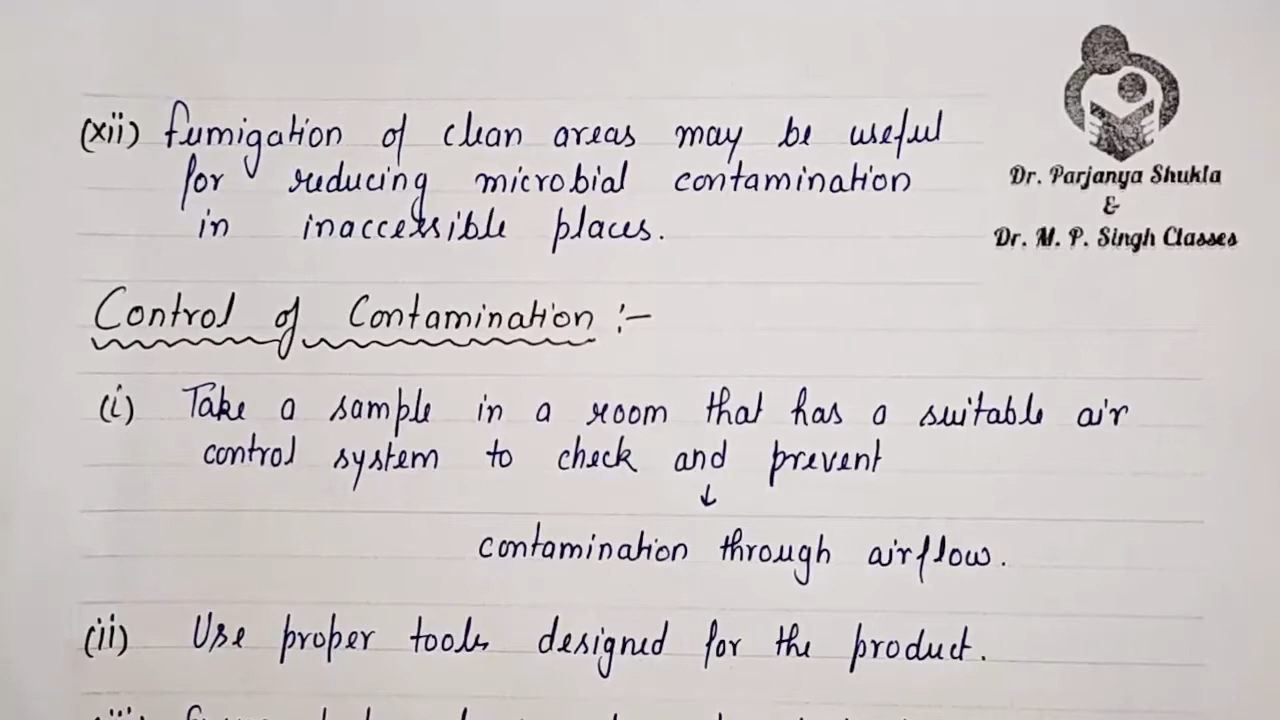 (xii) fumigation of clean areas may be useful
for reducing microbial contamination
in inaccessible places.
Dr. Parjanya Shukla
&
Dr. M. P. Singh Classes
Control of Contamination :-
(i) Take a sample in a room that has a suitable air
control system to check and prevent
↓
contamination through airflow.
(ii) Use proper tools designed for the product.